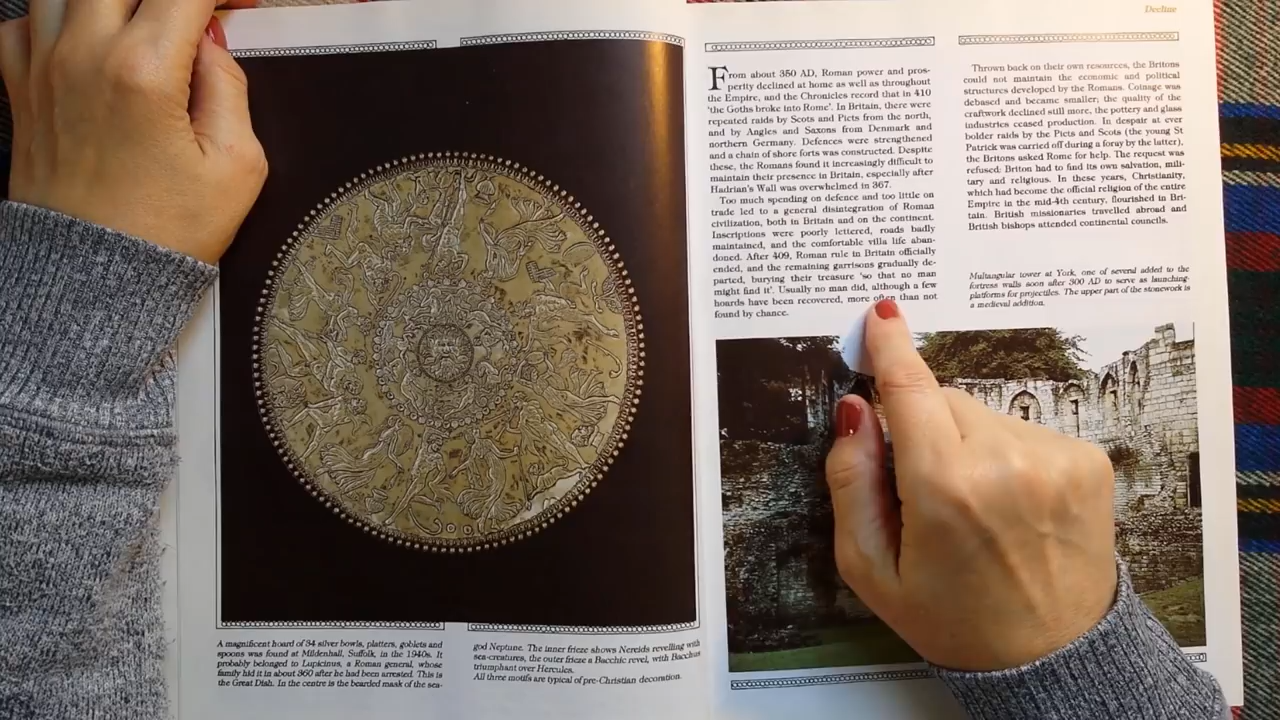 Decline
From about 350 AD, Roman power and pros-
perity declined at home as well as throughout
the Empire, and the Chronicles record that in 410
'the Goths broke into Rome'. In Britain, there were
repeated raids by Scots and Picts from the north,
and by Angles and Saxons from Denmark and
northern Germany. Defences were strengthened
and a chain of shore forts was constructed. Despite
these, the Romans found it increasingly difficult to
maintain their presence in Britain, especially after
Hadrian's Wall was overwhelmed in 367.
Too much spending on defence and too little on
trade led to a general disintegration of Roman
civilization, both in Britain and on the continent.
Inscriptions were poorly lettered, roads badly
maintained, and the comfortable villa life aban-
doned. After 409, Roman rule in Britain officially
ended, and the remaining garrisons gradually de-
parted, burying their treasure 'so that no man
might find it'. Usually no man did, although a few
hoards have been recovered, more often than not
found by chance.
Thrown back on their own resources, the Britons
could not maintain the economic and political
structures developed by the Romans. Coinage was
debased and became smaller; the quality of the
craftwork declined still more, the pottery and glass
industries ceased production. In despair at ever
bolder raids by the Picts and Scots (the young St
Patrick was carried off during a foray by the latter),
the Britons asked Rome for help. The request was
refused: Briton had to find its own salvation, mili-
tary and religious. In these years, Christianity,
which had become the official religion of the entire
Empire in the mid-4th century, flourished in Bri-
tain. British missionaries travelled abroad and
British bishops attended continental councils.
Multangular tower at York, one of several added to the
fortress walls soon after 300 AD to serve as launching-
platforms for projectiles. The upper part of the stonework is
a medieval addition.
A magnificent hoard of 34 silver bowls, platters, goblets and
spoons was found at Mildenhall, Suffolk, in the 1940s. It
probably belonged to Lupicinus, a Roman general, whose
family hid it in about 360 after he had been arrested. This is
the Great Dish. In the centre is the bearded mask of the sea-
god Neptune. The inner frieze shows Nereids revelling with
sea-creatures, the outer frieze a Bacchic revel, with Bacchus
triumphant over Hercules.
All three motifs are typical of pre-Christian decoration.